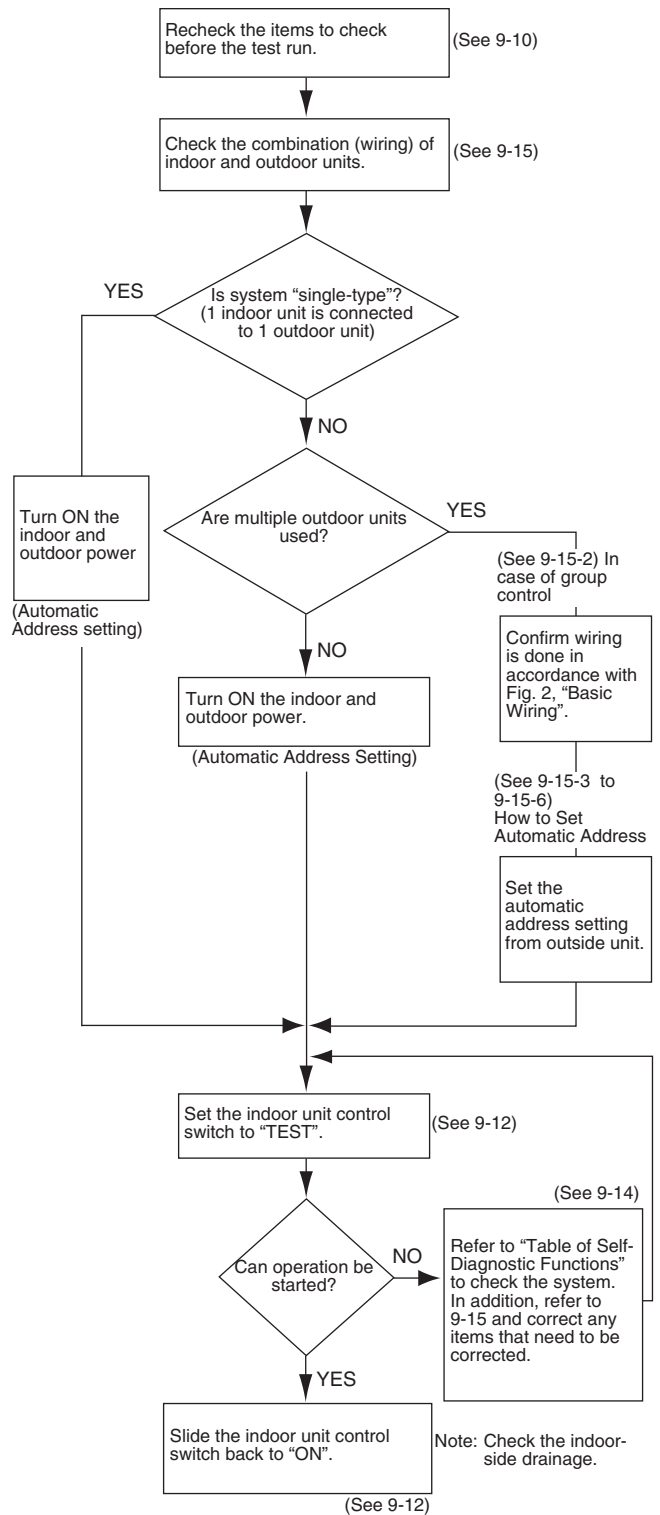 Recheck the items to check
before the test run.
(See 9-10)
Check the combination (wiring) of
indoor and outdoor units.
(See 9-15)
YES
Is system “single-type”?
(1 indoor unit is connected
to 1 outdoor unit)
NO
Turn ON the
indoor and
outdoor power
(Automatic
Address setting)
Are multiple outdoor units
used?
YES
(See 9-15-2) In
case of group
control
Confirm wiring
is done in
accordance with
Fig. 2, “Basic
Wiring”.
NO
Turn ON the indoor and
outdoor power.
(Automatic Address Setting)
(See 9-15-3 to
9-15-6)
How to Set
Automatic Address
Set the
automatic
address setting
from outside unit.
Set the indoor unit control
switch to “TEST”.
(See 9-12)
Can operation be
started?
NO
(See 9-14)
Refer to “Table of Self-
Diagnostic Functions”
to check the system.
In addition, refer to
9-15 and correct any
items that need to be
corrected.
YES
Slide the indoor unit control
switch back to “ON”.
(See 9-12)
Note: Check the indoor-
side drainage.